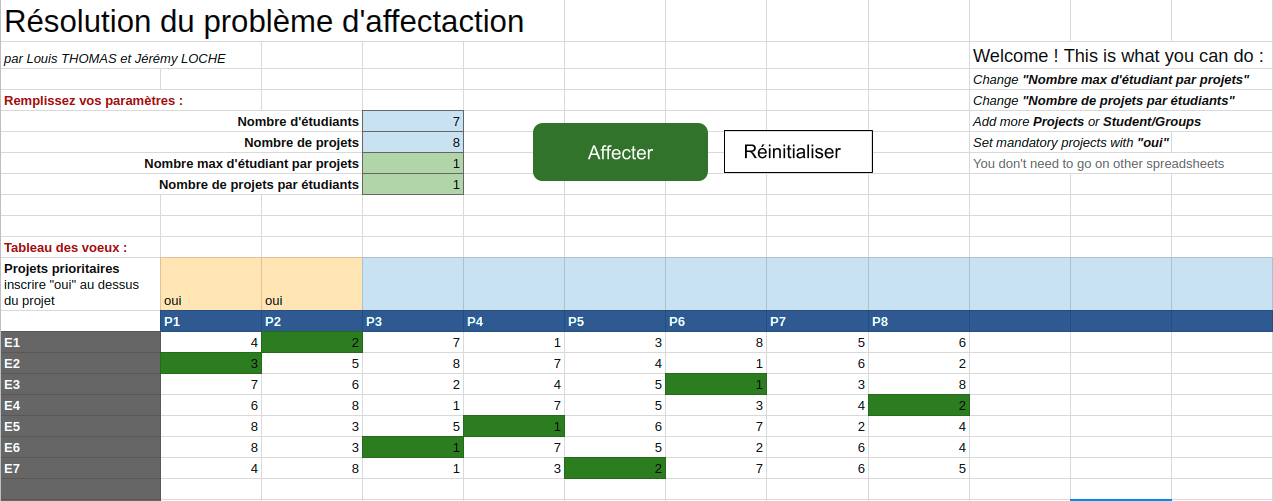 Résolution du problème d'affectaction
par Louis THOMAS et Jérémy LOCHE
Welcome ! This is what you can do :
Change "Nombre max d'étudiant par projets"
Remplissez vos paramètres :
Change "Nombre de projets par étudiants"
Nombre d'étudiants 7
Add more Projects or Student/Groups
Nombre de projets 8
Set mandatory projects with "oui"
Nombre max d'étudiant par projets 1
You don't need to go on other spreadsheets
Nombre de projets par étudiants 1
Affecter
Réinitialiser
Tableau des voeux :
Projets prioritaires
inscrire "oui" au dessus
du projet
oui oui
P1 P2 P3 P4 P5 P6 P7 P8
E1 4 2 7 1 3 8 5 6
E2 3 5 8 7 4 1 6 2
E3 7 6 2 4 5 1 3 8
E4 6 8 1 7 5 3 4 2
E5 8 3 5 1 6 7 2 4
E6 8 3 1 7 5 2 6 4
E7 4 8 1 3 2 7 6 5